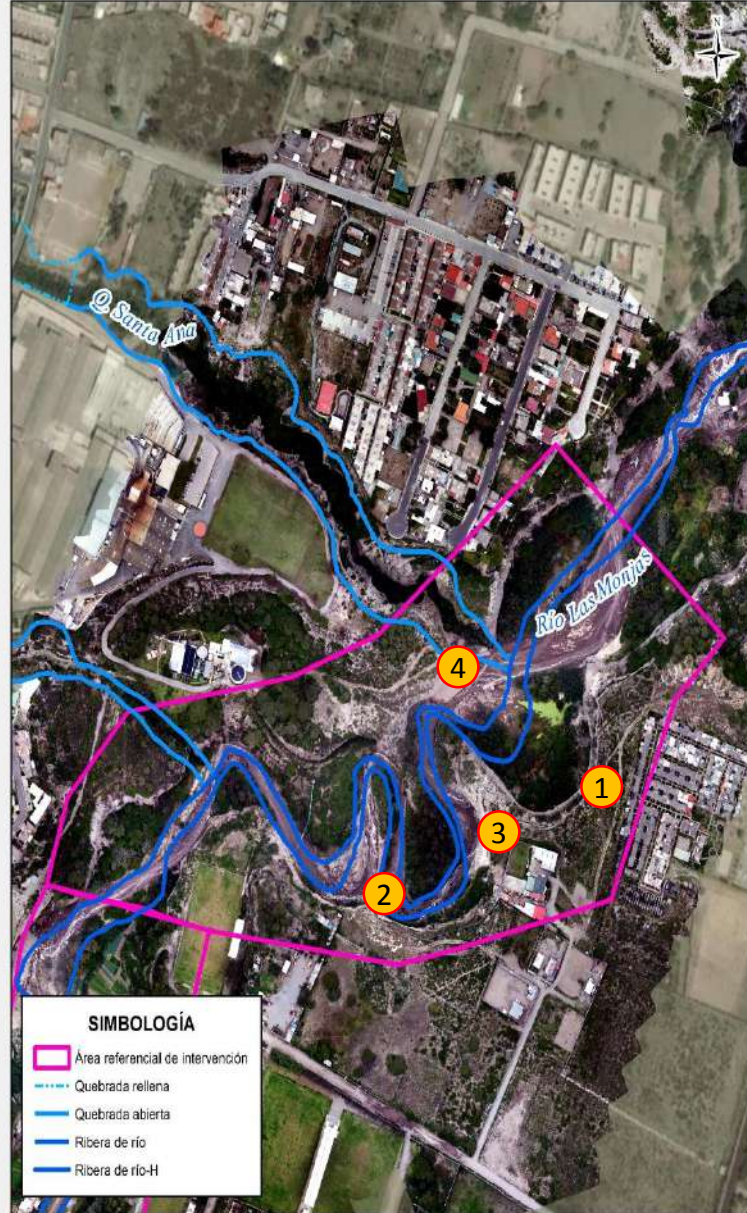 N
Q. Santa Ana
Río Las Monjas
4
1
3
2
SIMBOLOGÍA
Área referencial de intervención
Quebrada rellena
Quebrada abierta
Ribera de río
Ribera de río-H